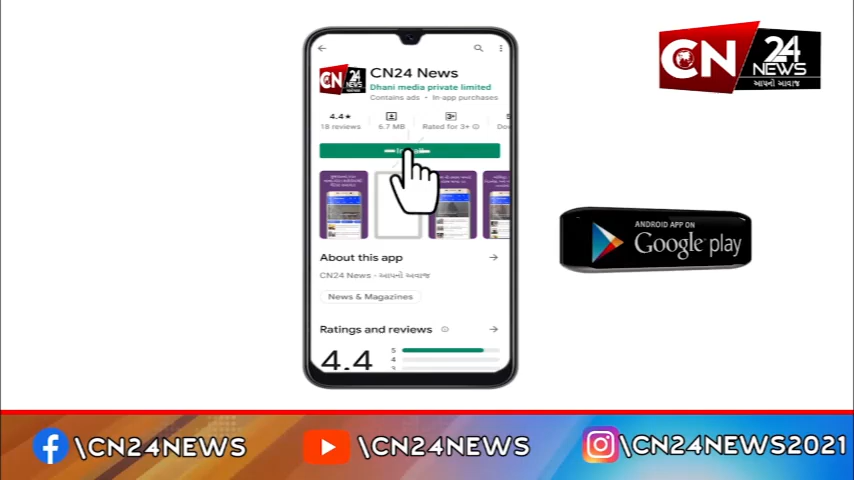 CN24 News
Dhani media private limited
Contains ads • In-app purchases
4.4★
18 reviews
6.7 MB
3+
Rated for 3+
About this app
CN24 News - આપનો અવાજ
News & Magazines
Ratings and reviews
4.4
5
4
3
CN 24 NEWS
આપનો અવાજ
ANDROID APP ON
Google play
\CN24NEWS
\CN24NEWS
\CN24NEWS2021